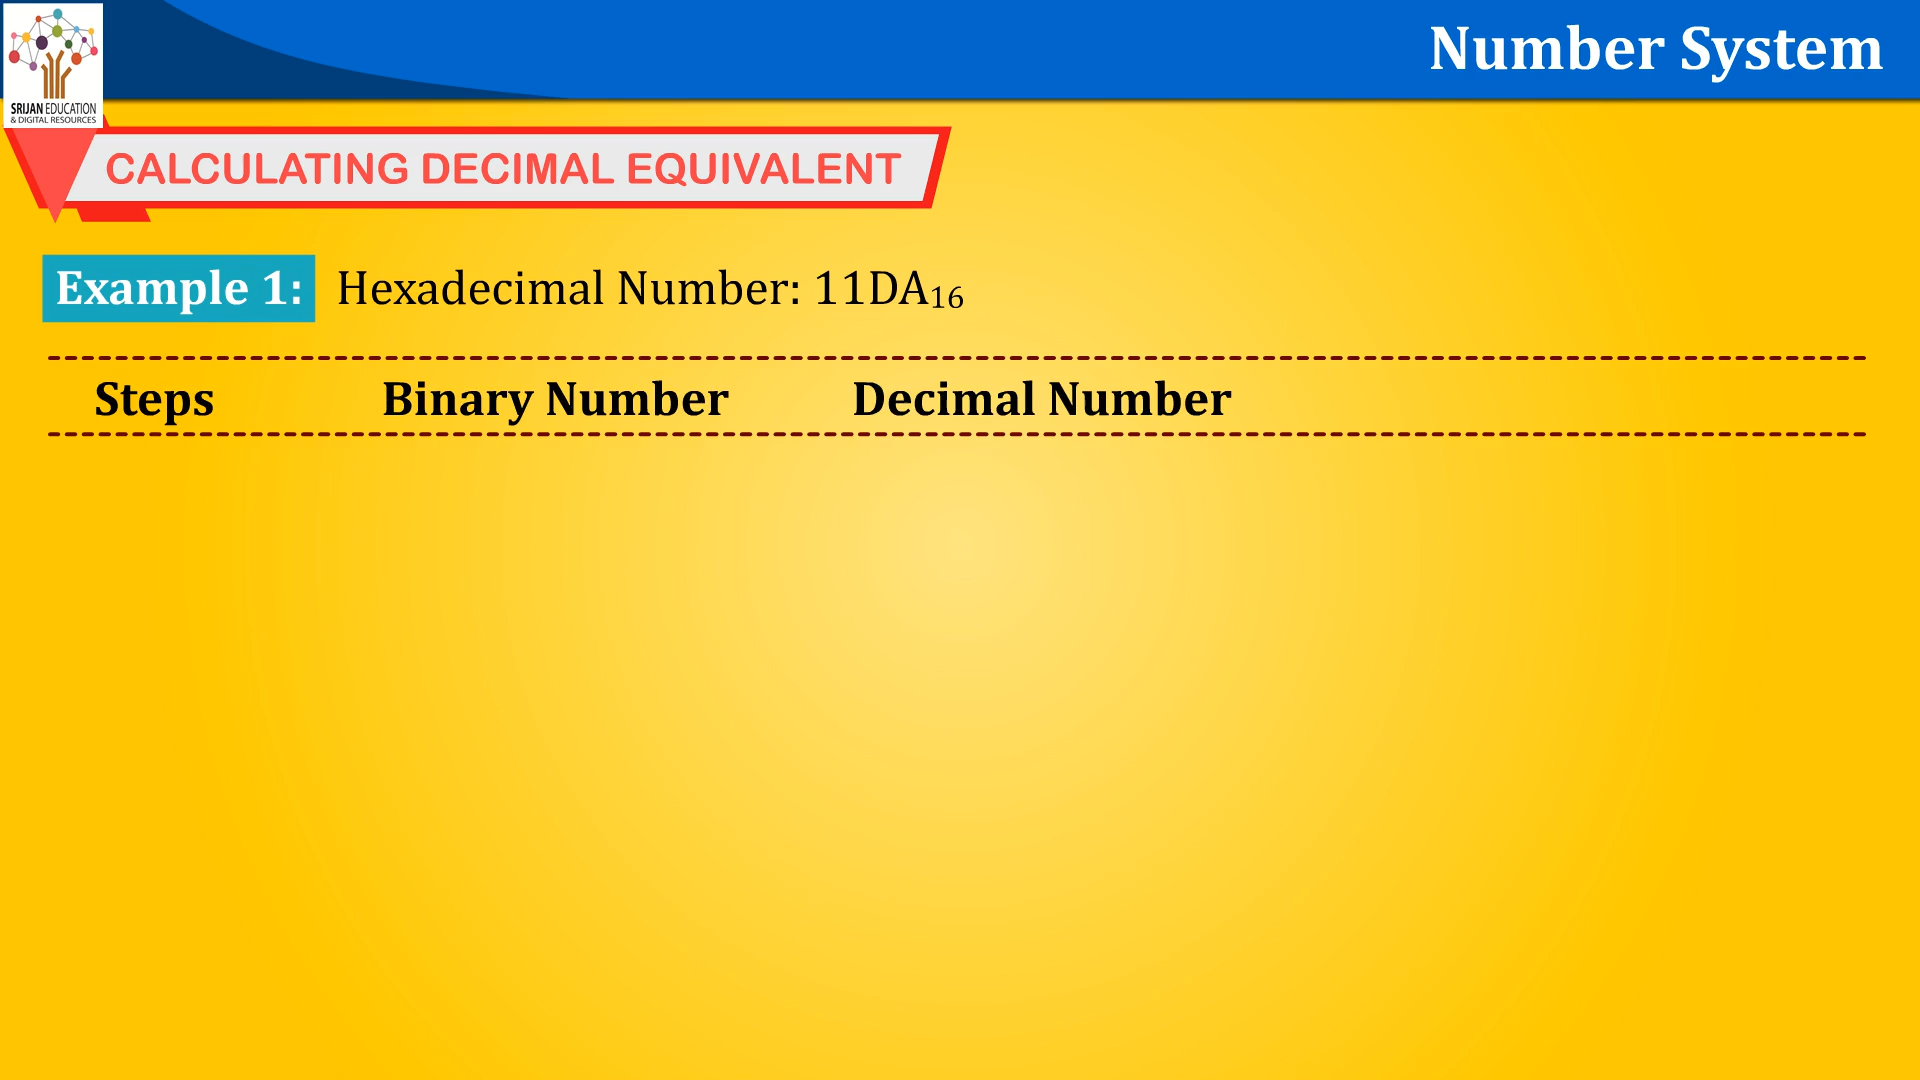 Number System
SRIJAN EDUCATION
& DIGITAL RESOURCES
CALCULATING DECIMAL EQUIVALENT
Example 1: Hexadecimal Number: 11DA₁₆
Steps Binary Number Decimal Number